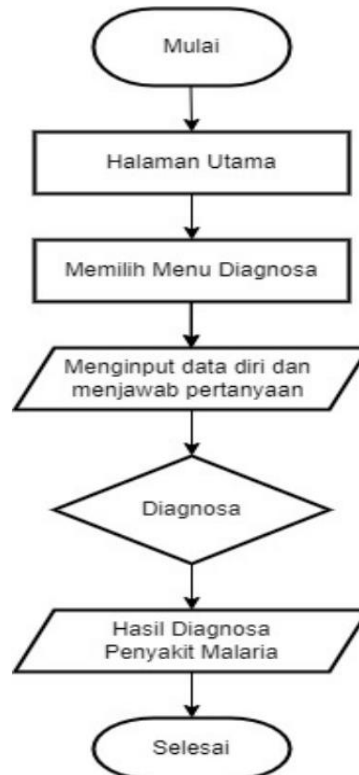 Mulai
Halaman Utama
Memilih Menu Diagnosa
Menginput data diri dan
menjawab pertanyaan
Diagnosa
Hasil Diagnosa
Penyakit Malaria
Selesai